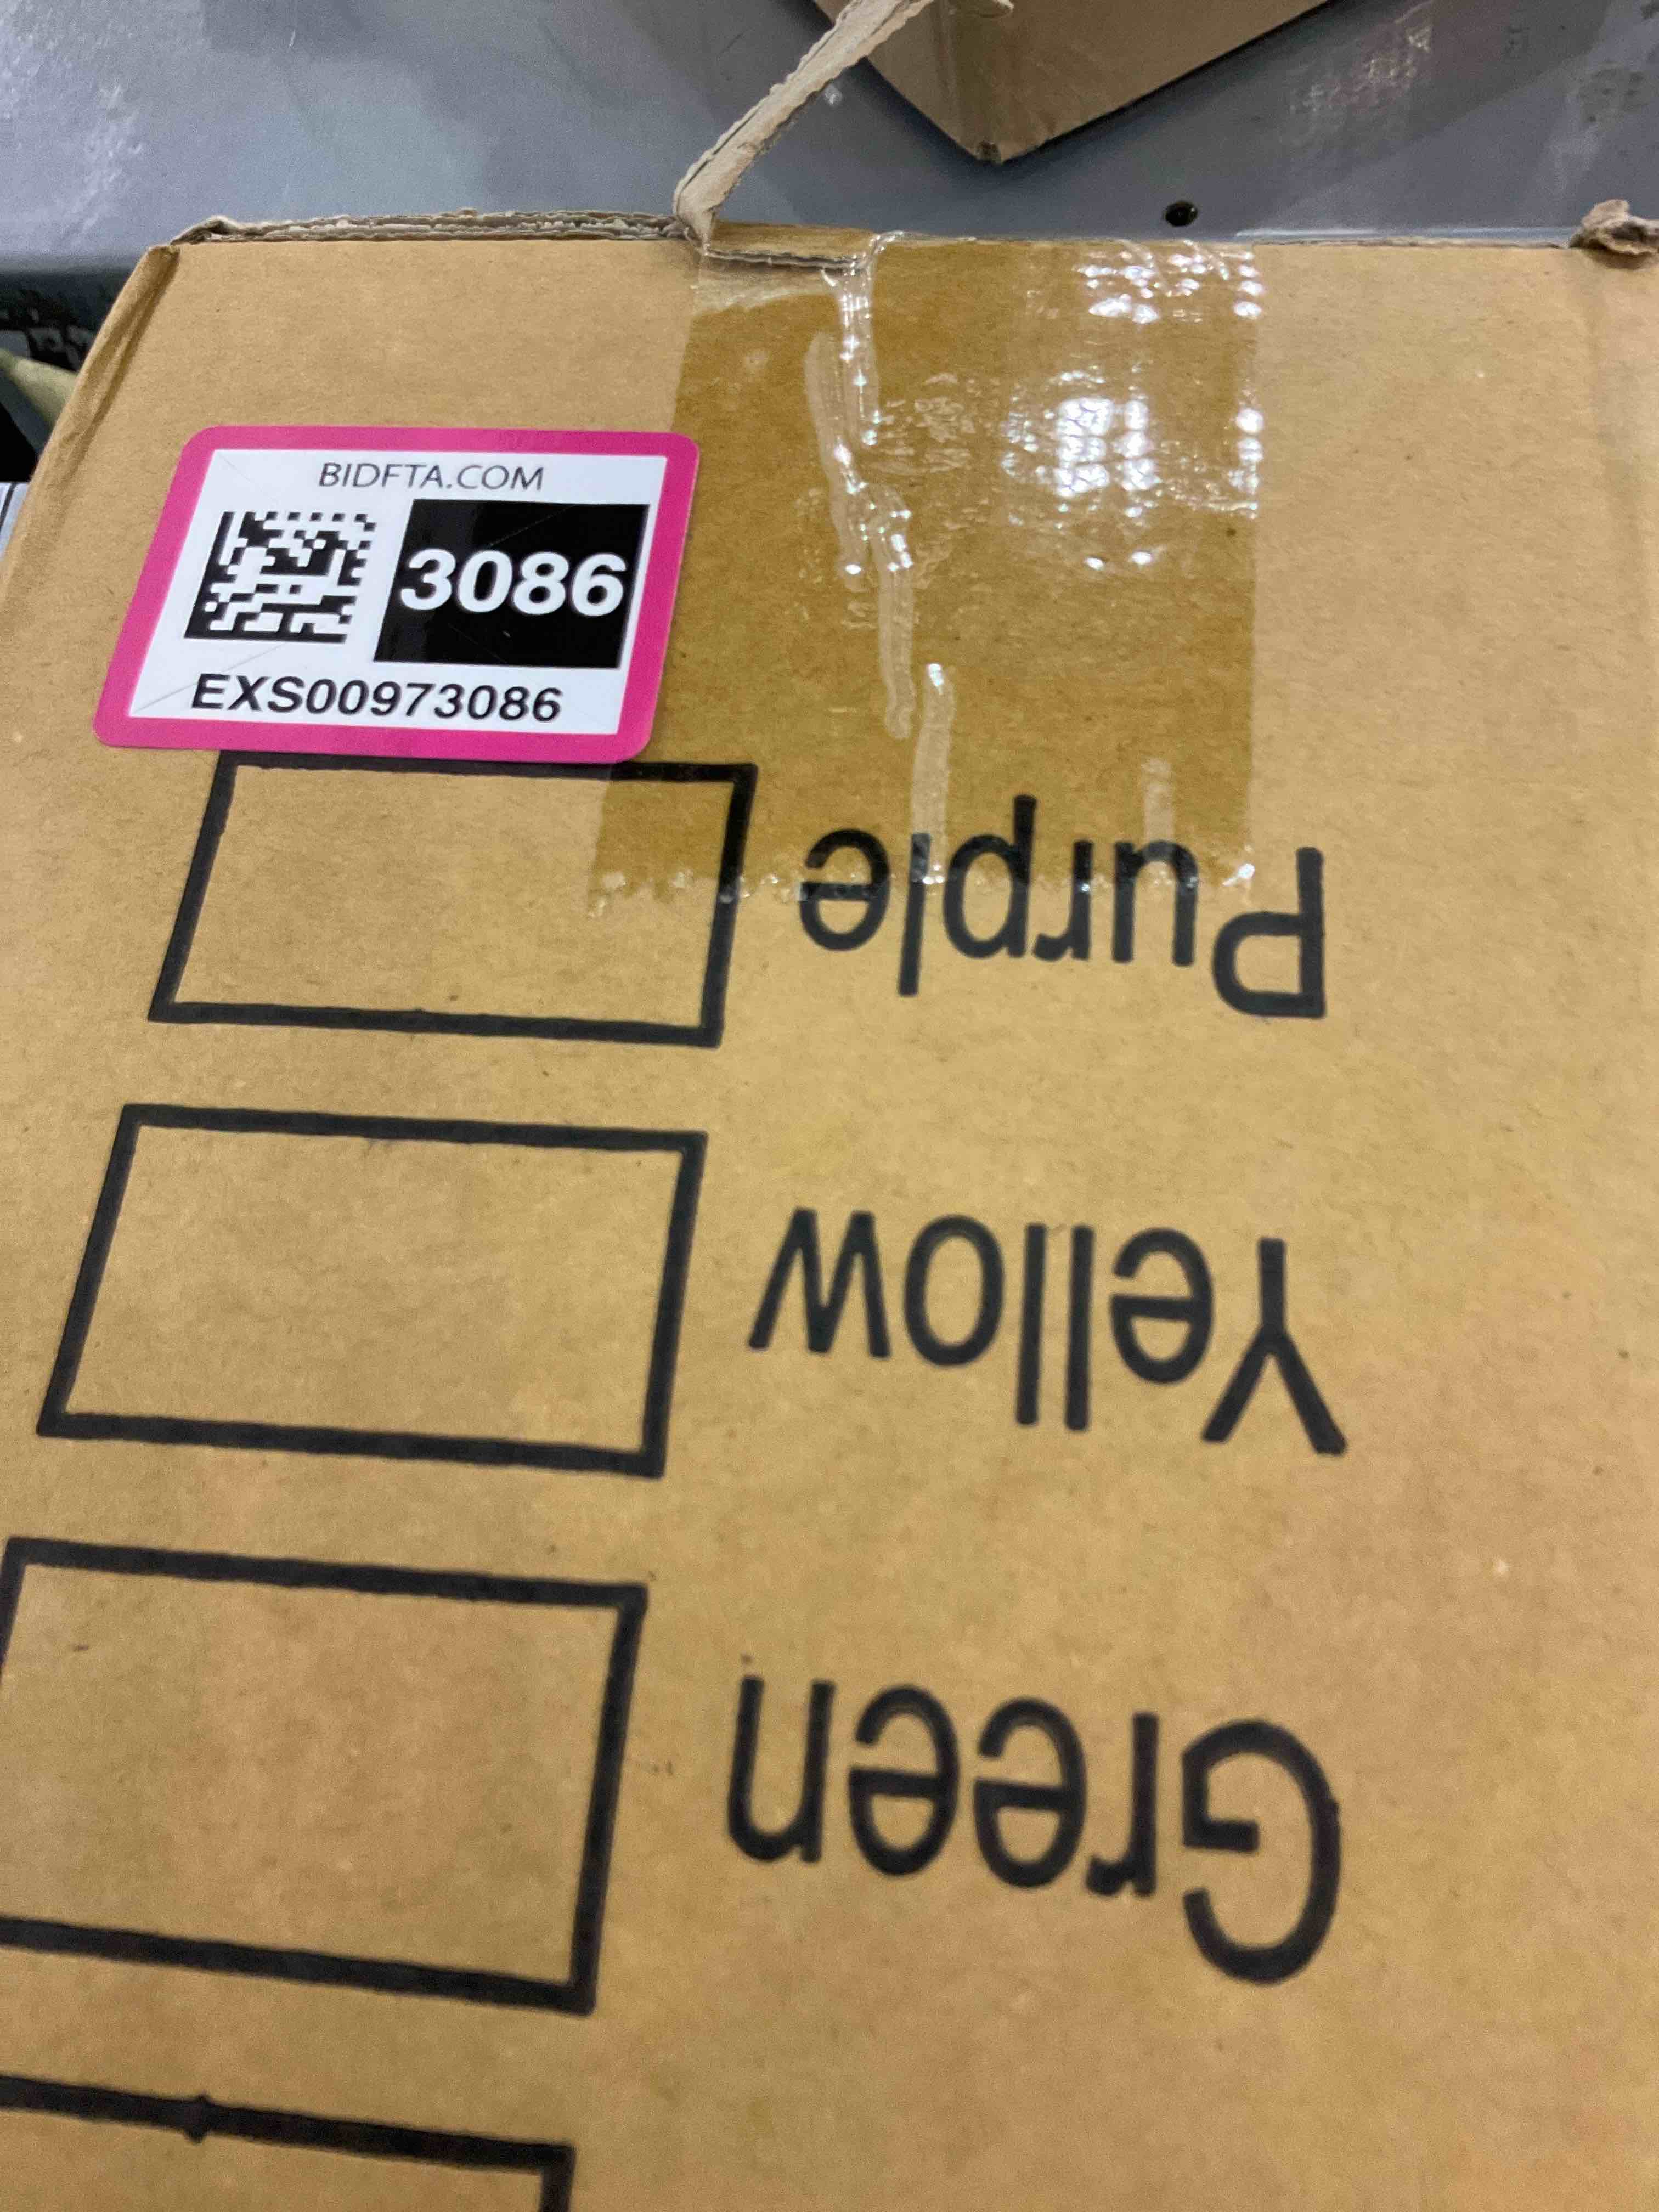 BIDFTA.COM
3086
EXS00973086
Purple
Yellow
Green